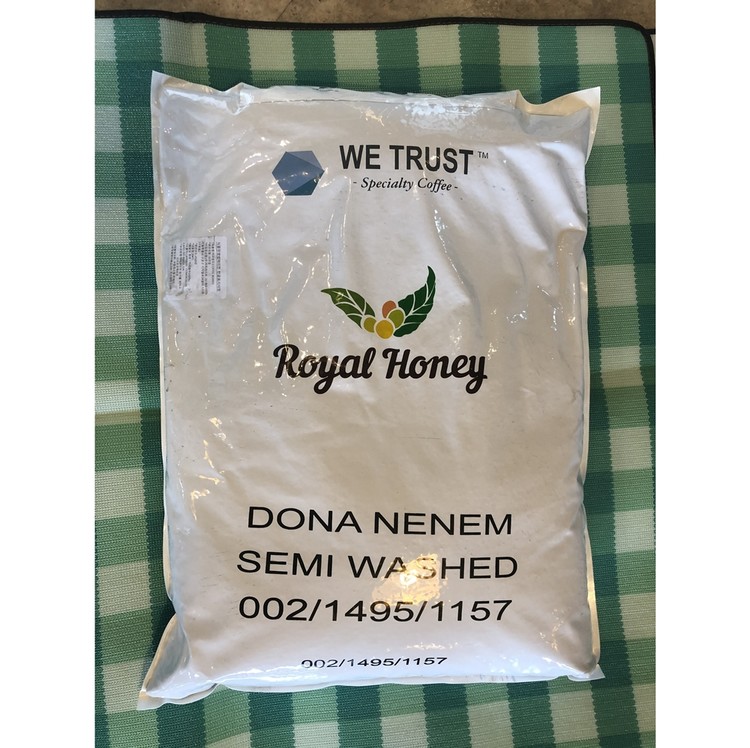 WE TRUST™
- Specialty Coffee -
Royal Honey
DONA NENEM
SEMI WASHED
002/1495/1157
002/1495/1157